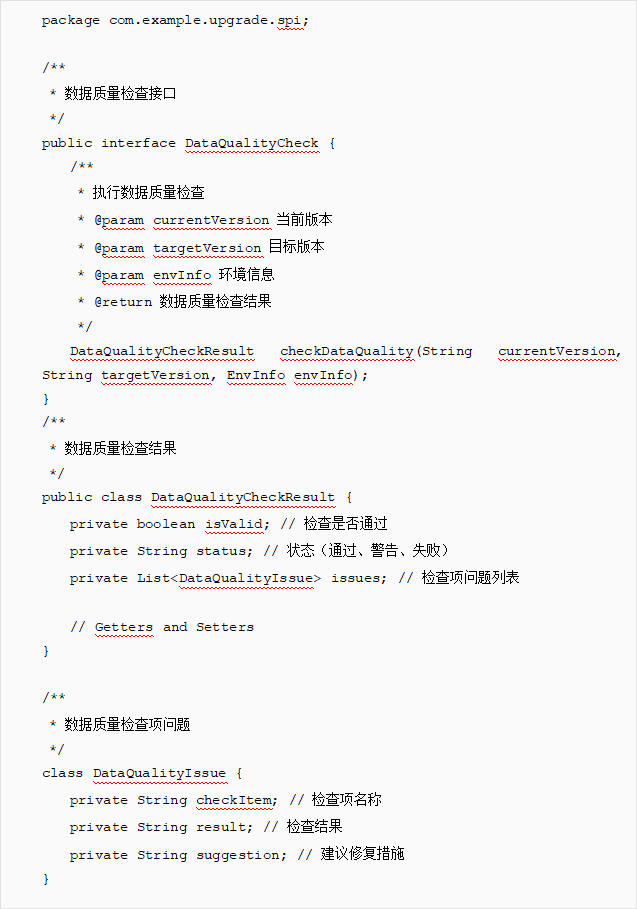 package com.example.upgrade.spi;
/**
 * 数据质量检查接口
 */
public interface DataQualityCheck {
    /**
     * 执行数据质量检查
     * @param currentVersion 当前版本
     * @param targetVersion 目标版本
     * @param envInfo 环境信息
     * @return 数据质量检查结果
     */
    DataQualityCheckResult checkDataQuality(String currentVersion,
String targetVersion, EnvInfo envInfo);
}
/**
 * 数据质量检查结果
 */
public class DataQualityCheckResult {
    private boolean isValid; // 检查是否通过
    private String status; // 状态（通过、警告、失败）
    private List<DataQualityIssue> issues; // 检查项问题列表
    // Getters and Setters
}
/**
 * 数据质量检查项问题
 */
class DataQualityIssue {
    private String checkItem; // 检查项名称
    private String result; // 检查结果
    private String suggestion; // 建议修复措施
}